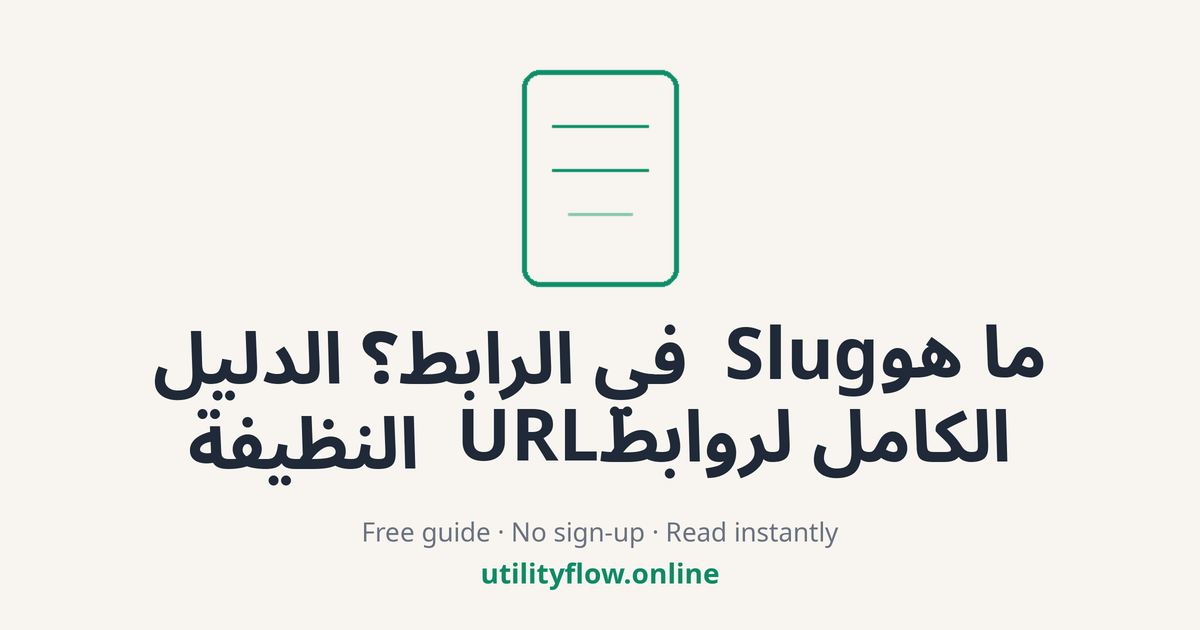 ما هو Slug في الرابط؟ الدليل
الكامل لروابط URL النظيفة
Free guide · No sign-up · Read instantly
utilityflow.online